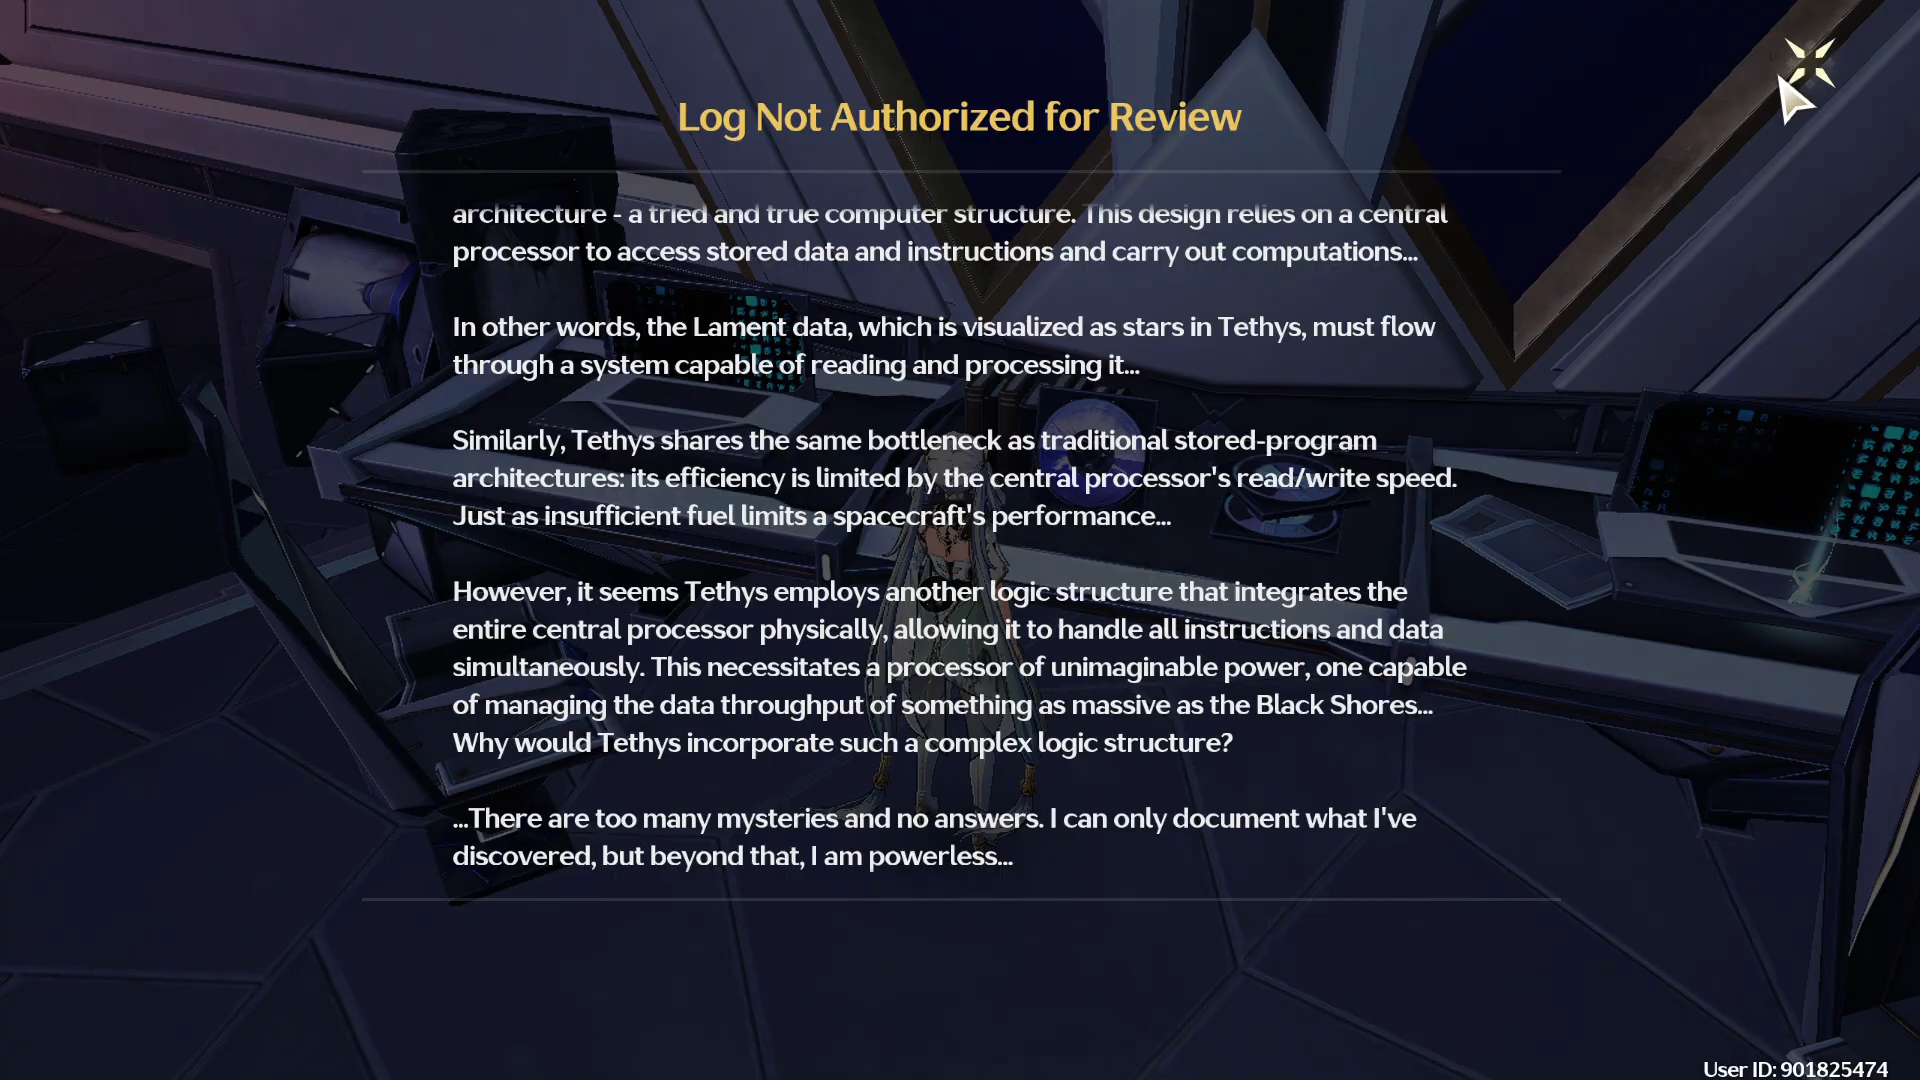 Log Not Authorized for Review
architecture - a tried and true computer structure. This design relies on a central
processor to access stored data and instructions and carry out computations...
In other words, the Lament data, which is visualized as stars in Tethys, must flow
through a system capable of reading and processing it...
Similarly, Tethys shares the same bottleneck as traditional stored-program
architectures: its efficiency is limited by the central processor's read/write speed.
Just as insufficient fuel limits a spacecraft's performance...
However, it seems Tethys employs another logic structure that integrates the
entire central processor physically, allowing it to handle all instructions and data
simultaneously. This necessitates a processor of unimaginable power, one capable
of managing the data throughput of something as massive as the Black Shores...
Why would Tethys incorporate such a complex logic structure?
...There are too many mysteries and no answers. I can only document what I've
discovered, but beyond that, I am powerless...
User ID: 901825474